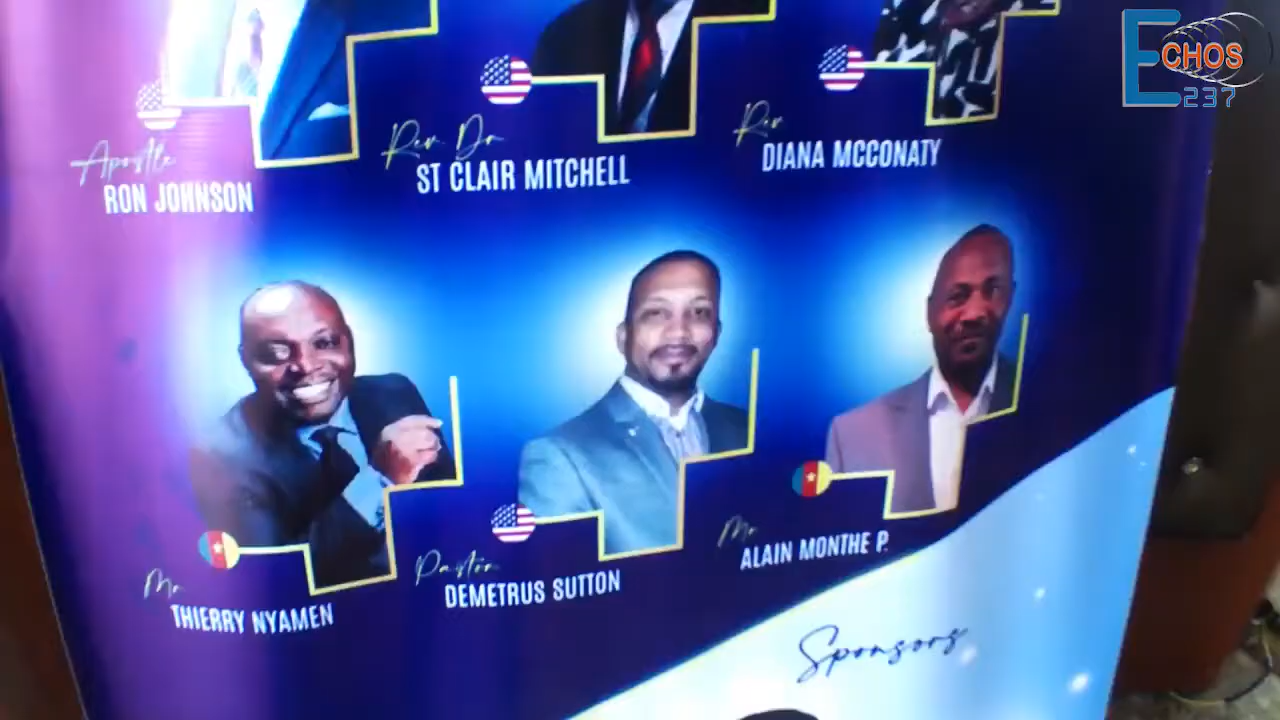 ECHOS
237
Apostle
RON JOHNSON
Rev Dr
ST CLAIR MITCHELL
Rev
DIANA MCCONATY
Mr
THIERRY NYAMEN
Pastor
DEMETRUS SUTTON
Mr
ALAIN MONTHE P.
Sponsors